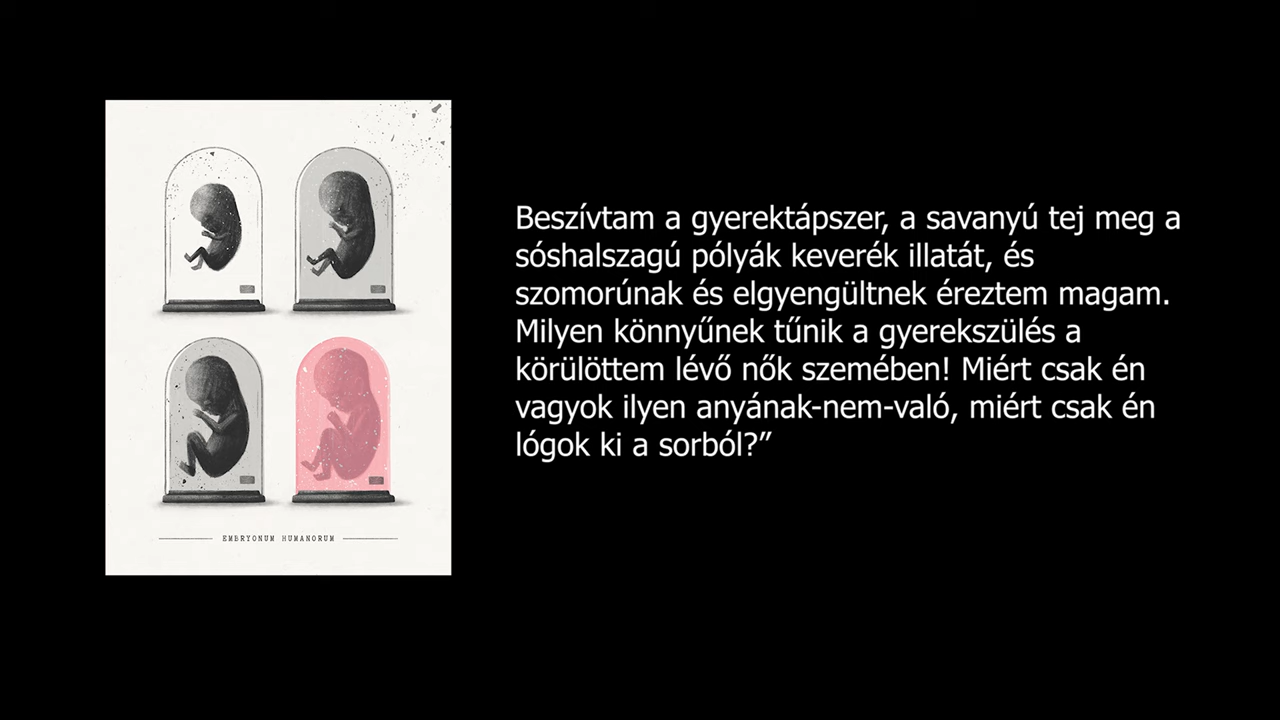 Beszívtam a gyerektápszer, a savanyú tej meg a
sóshalszagú pólyák keverék illatát, és
szomorúnak és elgyengültnek éreztem magam.
Milyen könnyűnek tűnik a gyerekszülés a
körülöttem lévő nők szemében! Miért csak én
vagyok ilyen anyának-nem-való, miért csak én
lógok ki a sorból?”
EMBRYONUM HUMANORUM